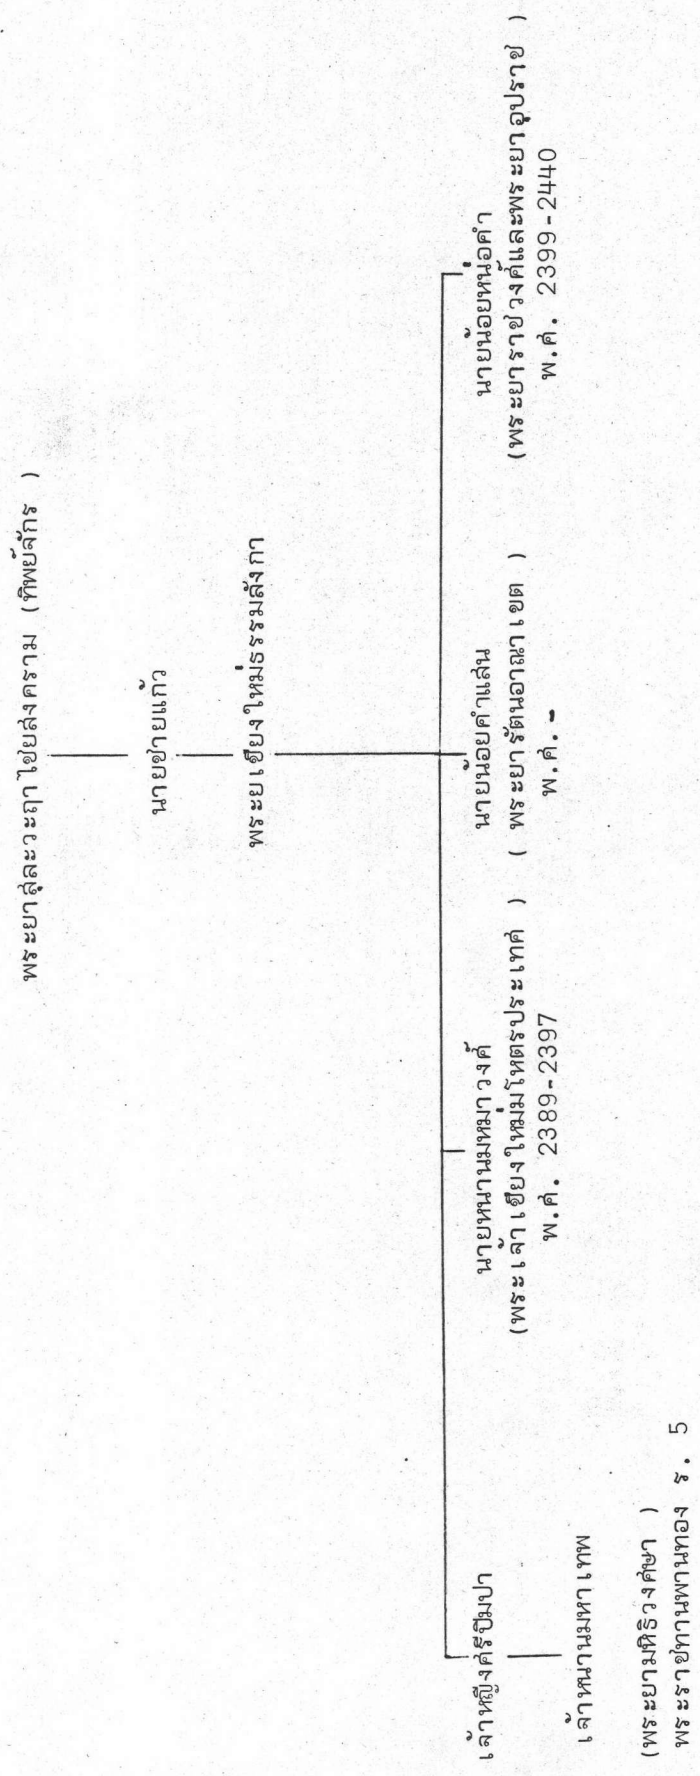 พระยาสุละวะฤาไชยสงคราม (ทิพย์จักร )
นายชายแก้ว
พระยาเชียงใหม่ธรรมลังกา
เจ้าหญิงศรีปิมปา
เจ้าหนานมหาเทพ
(พระยามหิธิวงศษา )
พระราชทานพานทอง ร. 5
นายหนานมหมาวงศ์
(พระเจ้าเชียงใหม่มโหตรประเทศ )
พ.ศ. 2389-2397
นายน้อยคำแสน
( พระยารัตนอาณาเขต )
พ.ศ. -
นายน้อยหน่อคำ
(พระยาราชวงศ์และพระยาอุปราช )
พ.ศ. 2399-2440